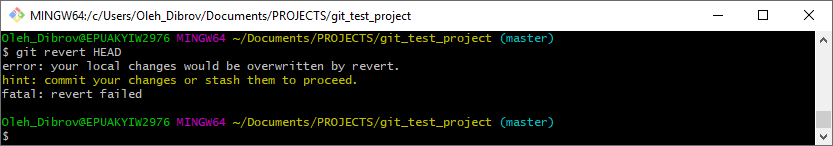 MINGW64:/c/Users/Oleh_Dibrov/Documents/PROJECTS/git_test_project
Oleh_Dibrov@EPUAKYIW2976 MINGW64 ~/Documents/PROJECTS/git_test_project (master)
$ git revert HEAD
error: your local changes would be overwritten by revert.
hint: commit your changes or stash them to proceed.
fatal: revert failed
Oleh_Dibrov@EPUAKYIW2976 MINGW64 ~/Documents/PROJECTS/git_test_project (master)
$